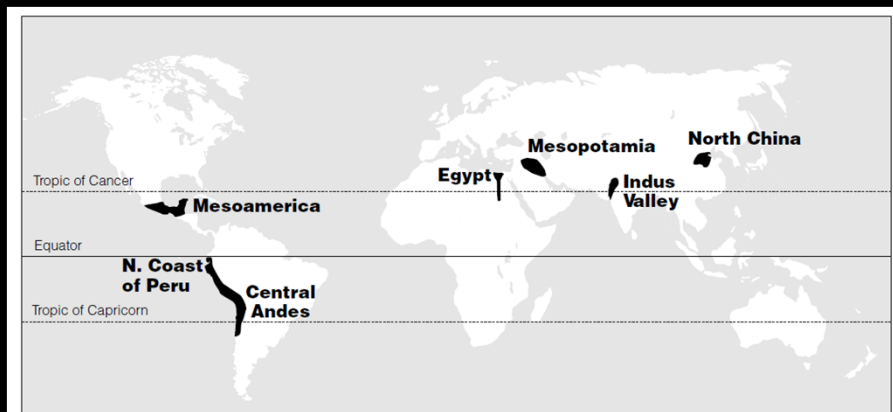 North China
Mesopotamia
Egypt
Indus
Valley
Tropic of Cancer
Mesoamerica
Equator
N. Coast
of Peru
Central
Andes
Tropic of Capricorn